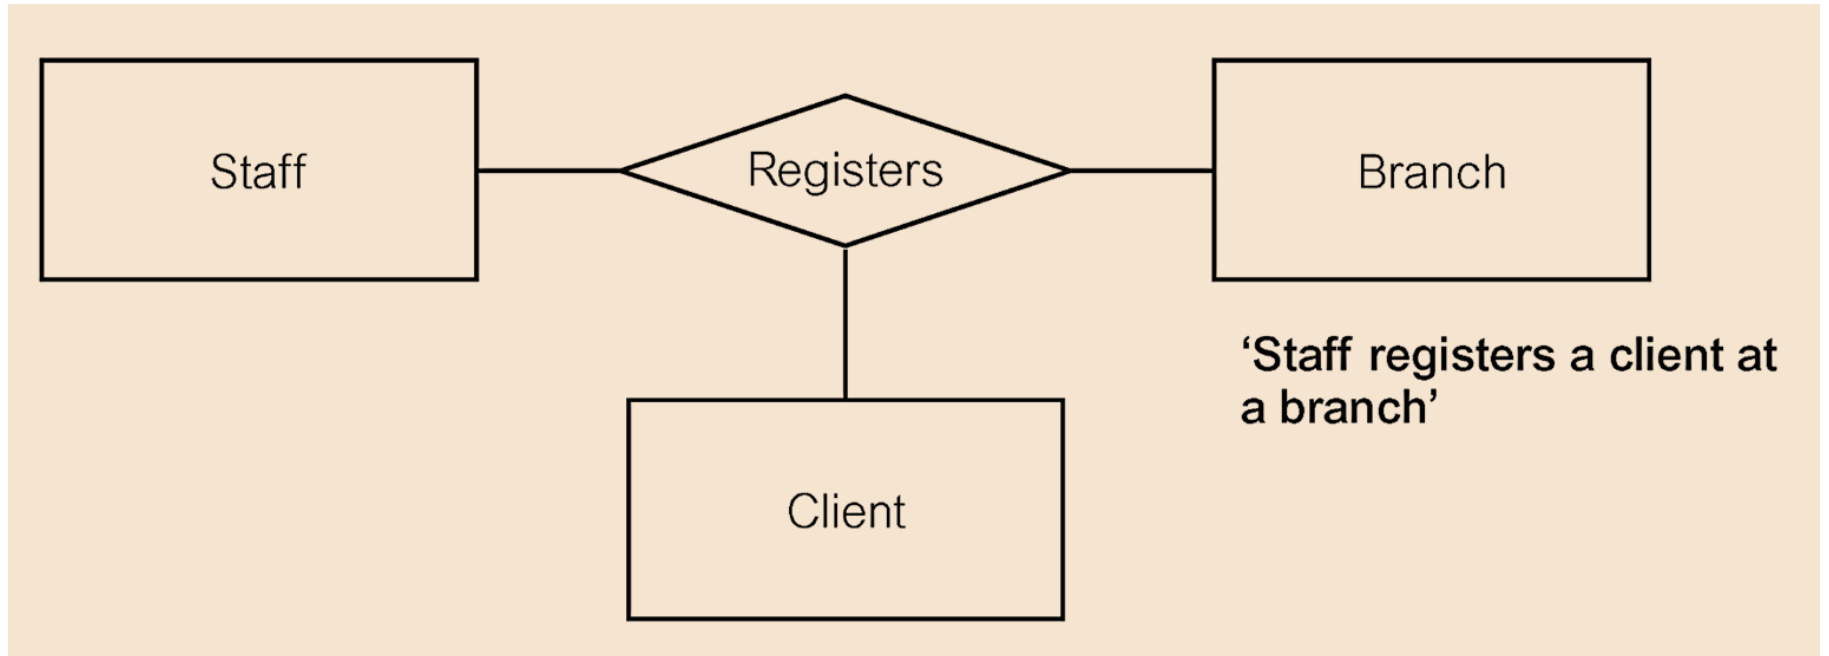 Staff
Registers
Branch
‘Staff registers a client at
a branch’
Client